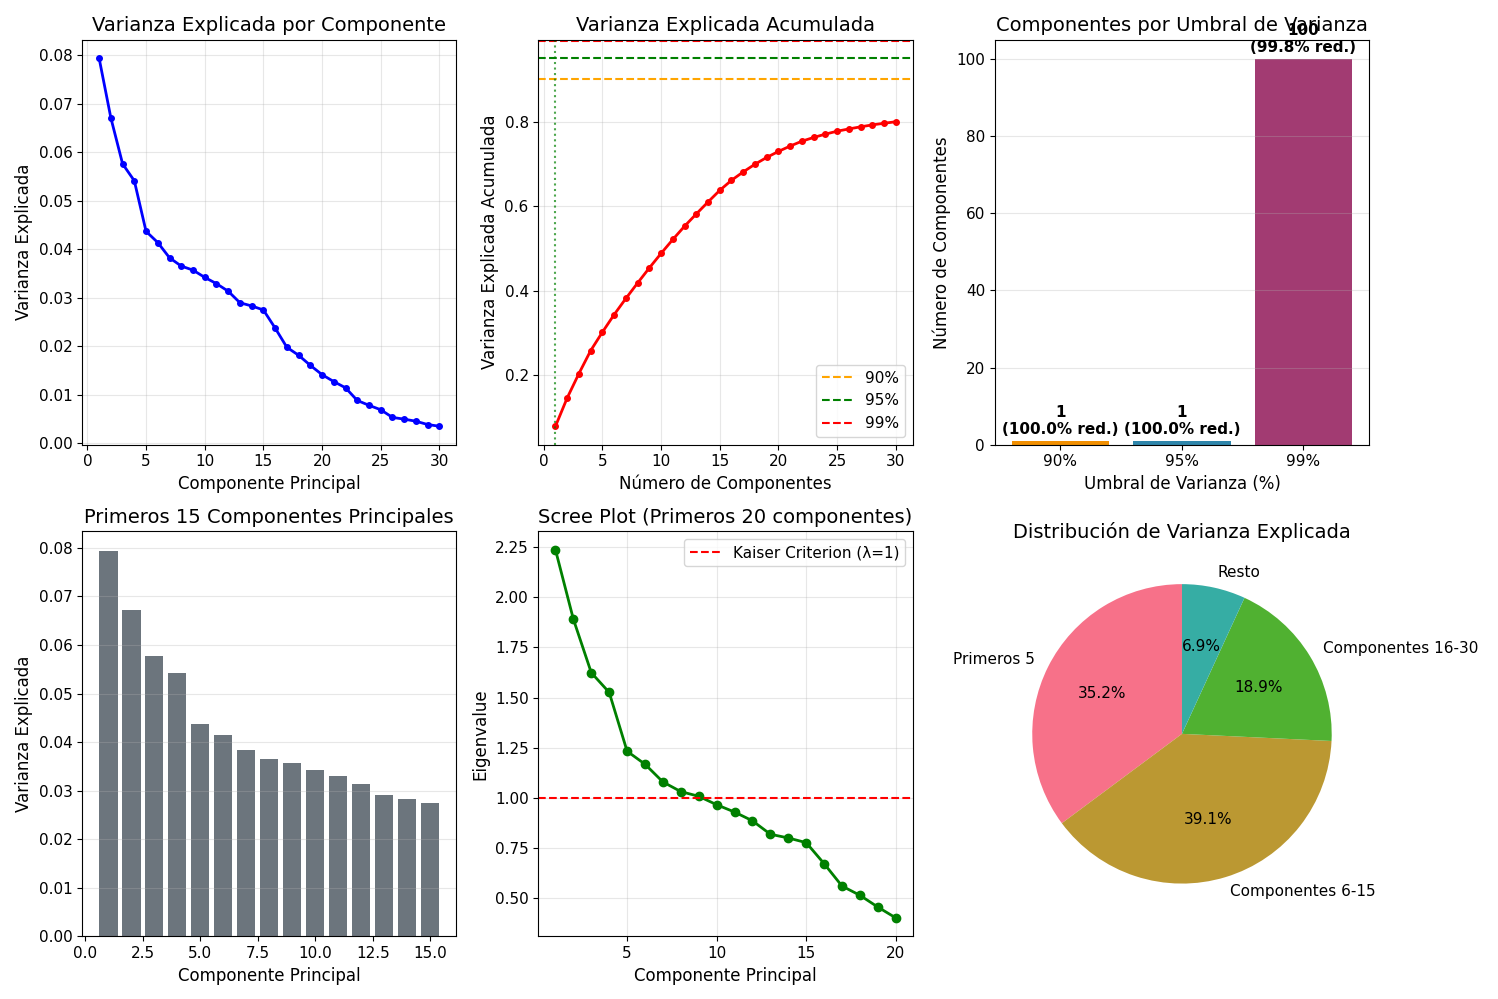 Varianza Explicada por Componente
Varianza Explicada
0.08
0.07
0.06
0.05
0.04
0.03
0.02
0.01
0.00
0 5 10 15 20 25 30
Componente Principal
Varianza Explicada Acumulada
Varianza Explicada Acumulada
0.8
0.6
0.4
0.2
90%
95%
99%
0 5 10 15 20 25 30
Número de Componentes
Componentes por Umbral de Varianza
Número de Componentes
100
80
60
40
20
0
1
(100.0% red.)
1
(100.0% red.)
100
(99.8% red.)
90% 95% 99%
Umbral de Varianza (%)
Primeros 15 Componentes Principales
Varianza Explicada
0.08
0.07
0.06
0.05
0.04
0.03
0.02
0.01
0.00
0.0 2.5 5.0 7.5 10.0 12.5 15.0
Componente Principal
Scree Plot (Primeros 20 componentes)
Eigenvalue
2.25
2.00
1.75
1.50
1.25
1.00
0.75
0.50
Kaiser Criterion (λ=1)
5 10 15 20
Componente Principal
Distribución de Varianza Explicada
Resto
6.9%
Componentes 16-30
18.9%
Primeros 5
35.2%
39.1%
Componentes 6-15